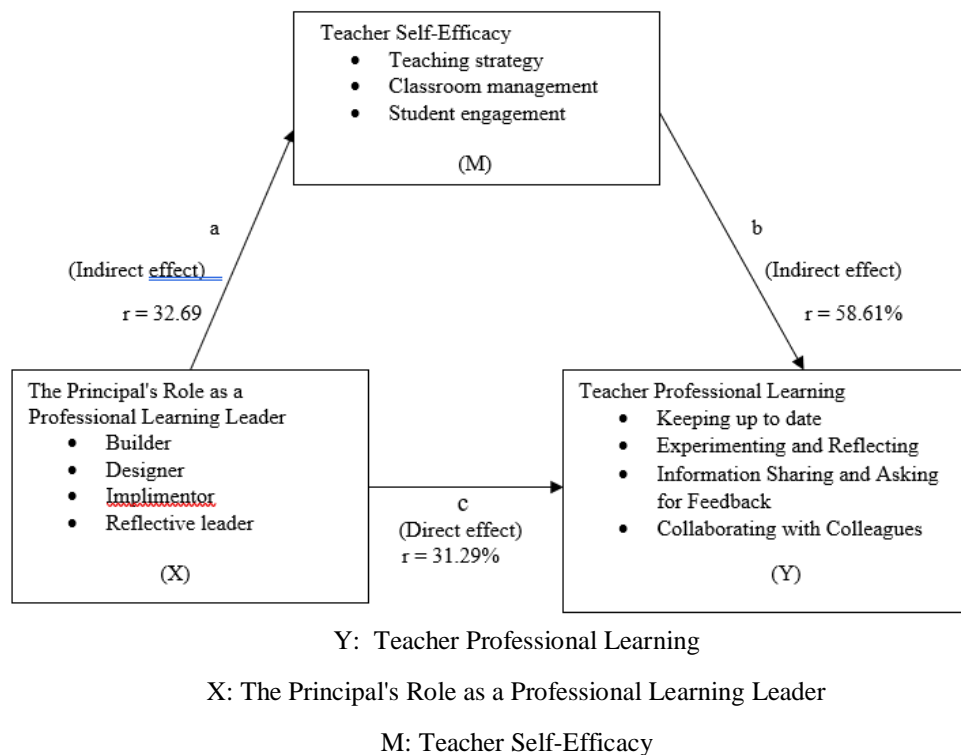 Teacher Self-Efficacy
• Teaching strategy
• Classroom management
• Student engagement
(M)
a
(Indirect effect)
r = 32.69
b
(Indirect effect)
r = 58.61%
The Principal's Role as a
Professional Learning Leader
• Builder
• Designer
• Implimentor
• Reflective leader
(X)
c
(Direct effect)
r = 31.29%
Teacher Professional Learning
• Keeping up to date
• Experimenting and Reflecting
• Information Sharing and Asking
for Feedback
• Collaborating with Colleagues
(Y)
Y: Teacher Professional Learning
X: The Principal's Role as a Professional Learning Leader
M: Teacher Self-Efficacy